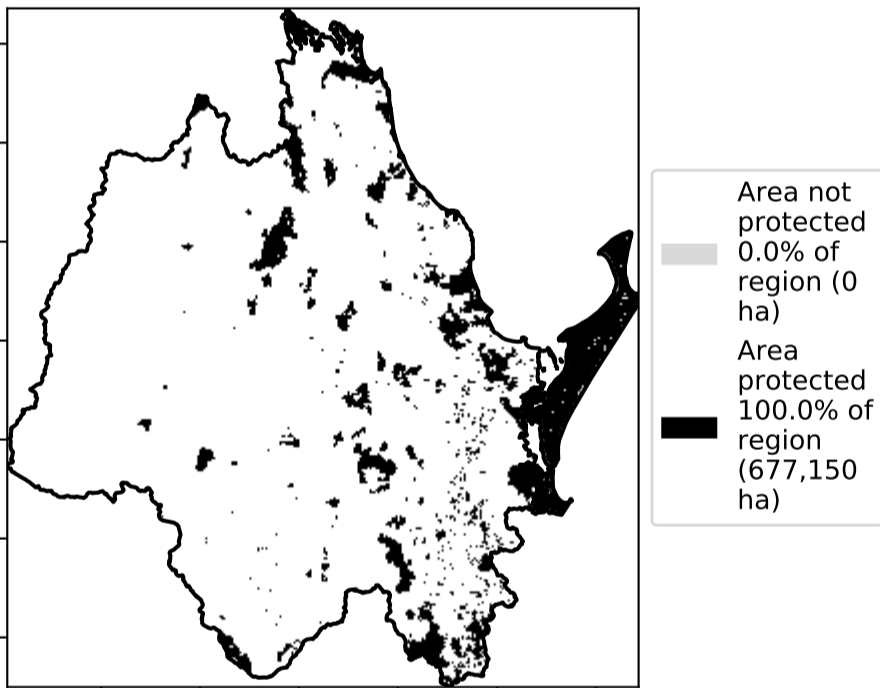 Area not
protected
0.0% of
region (0
ha)
Area
protected
100.0% of
region
(677,150
ha)